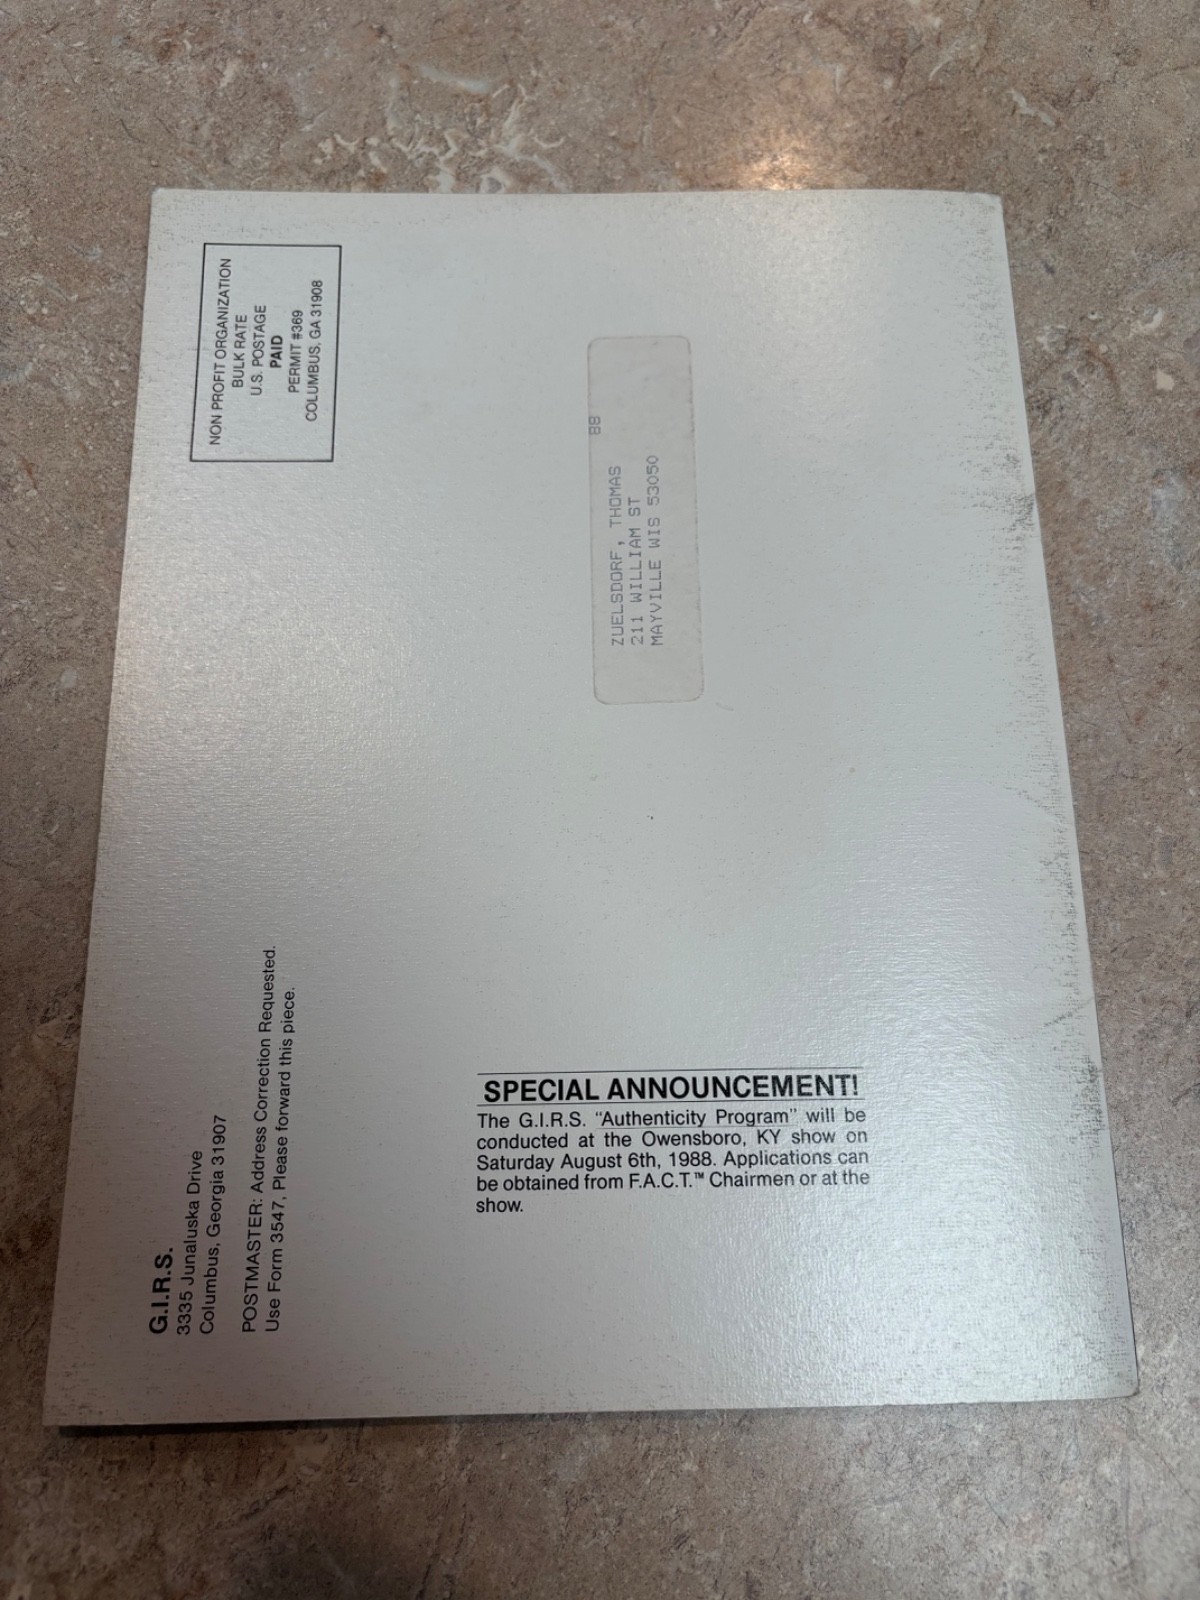 NON PROFIT ORGANIZATION
BULK RATE
U.S. POSTAGE
PAID
PERMIT #369
COLUMBUS, GA 31908
G.I.R.S.
3335 Junaluska Drive
Columbus, Georgia 31907
POSTMASTER: Address Correction Requested.
Use Form 3547, Please forward this piece.
88
ZUELSDORF, THOMAS
211 WILLIAM ST
MAYVILLE WIS 53050
SPECIAL ANNOUNCEMENT!
The G.I.R.S. "Authenticity Program" will be
conducted at the Owensboro, KY show on
Saturday August 6th, 1988. Applications can
be obtained from F.A.C.T.™ Chairmen or at the
show.